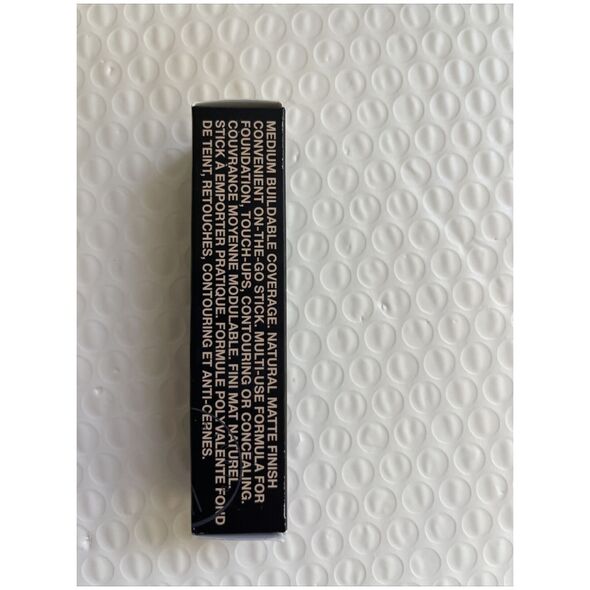 MEDIUM BUILDABLE COVERAGE. NATURAL MATTE FINISH
CONVENIENT ON-THE-GO STICK. MULTI-USE FORMULA FOR
FOUNDATION, TOUCH-UPS, CONTOURING OR CONCEALING.
COUVRANCE MOYENNE MODULABLE. FINI MAT NATUREL.
STICK À EMPORTER PRATIQUE. FORMULE POLYVALENTE FOND
DE TEINT, RETOUCHES, CONTOURING ET ANTI-CERNES.